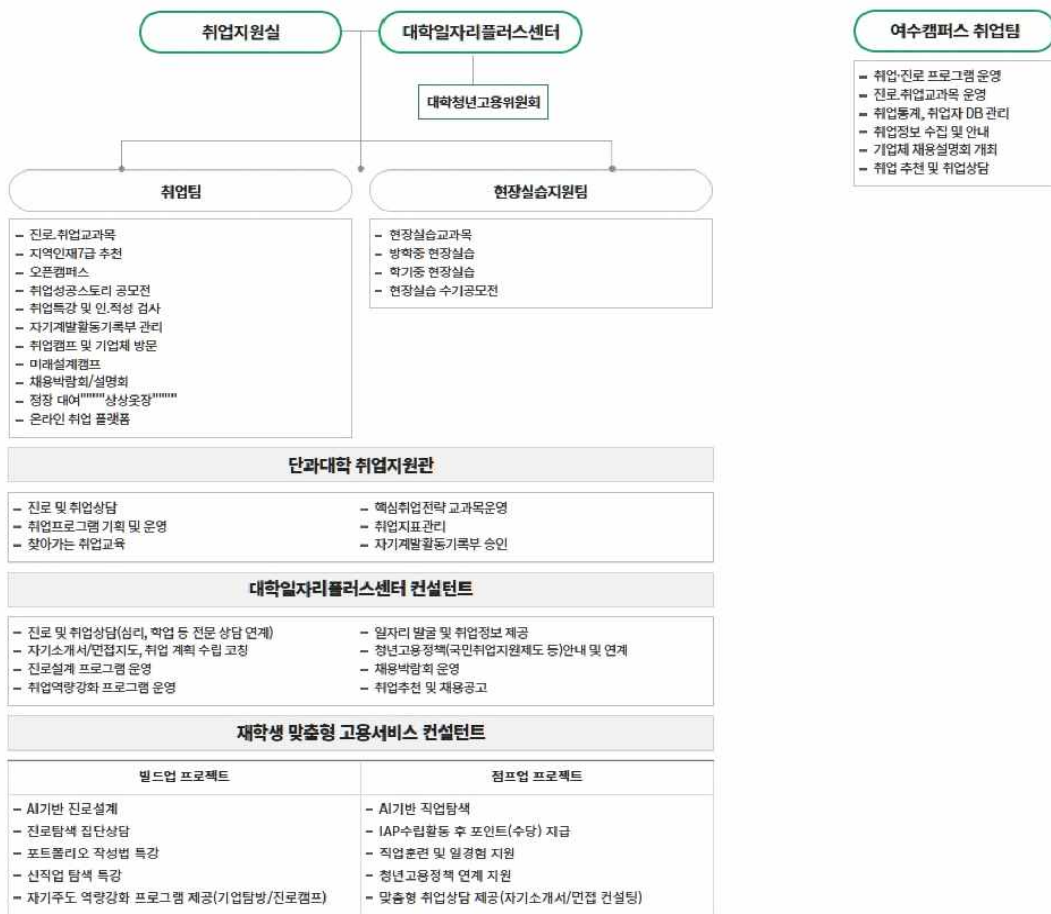 취업지원실
대학일자리플러스센터
대학청년고용위원회
여수캠퍼스 취업팀
– 취업·진로 프로그램 운영
– 진로.취업교과목 운영
– 취업통계, 취업자 DB 관리
– 취업정보 수집 및 안내
– 기업체 채용설명회 개최
– 취업 추천 및 취업상담
취업팀
– 진로.취업교과목
– 지역인재7급 추천
– 오픈캠퍼스
– 취업성공스토리 공모전
– 취업특강 및 인.적성 검사
– 자기계발활동기록부 관리
– 취업캠프 및 기업체 방문
– 미래설계캠프
– 채용박람회/설명회
– 정장 대여""""상상옷장""""
– 온라인 취업 플랫폼
현장실습지원팀
– 현장실습교과목
– 방학중 현장실습
– 학기중 현장실습
– 현장실습 수기공모전
단과대학 취업지원관
– 진로 및 취업상담
– 취업프로그램 기획 및 운영
– 찾아가는 취업교육
– 핵심취업전략 교과목운영
– 취업지표관리
– 자기계발활동기록부 승인
대학일자리플러스센터 컨설턴트
– 진로 및 취업상담(심리, 학업 등 전문 상담 연계)
– 자기소개서/면접지도, 취업 계획 수립 코칭
– 진로설계 프로그램 운영
– 취업역량강화 프로그램 운영
– 일자리 발굴 및 취업정보 제공
– 청년고용정책(국민취업지원제도 등)안내 및 연계
– 채용박람회 운영
– 취업추천 및 채용공고
재학생 맞춤형 고용서비스 컨설턴트
빌드업 프로젝트
– AI기반 진로설계
– 진로탐색 집단상담
– 포트폴리오 작성법 특강
– 신직업 탐색 특강
– 자기주도 역량강화 프로그램 제공(기업탐방/진로캠프)
점프업 프로젝트
– AI기반 직업탐색
– IAP수립활동 후 포인트(수당) 지급
– 직업훈련 및 일경험 지원
– 청년고용정책 연계 지원
– 맞춤형 취업상담 제공(자기소개서/면접 컨설팅)